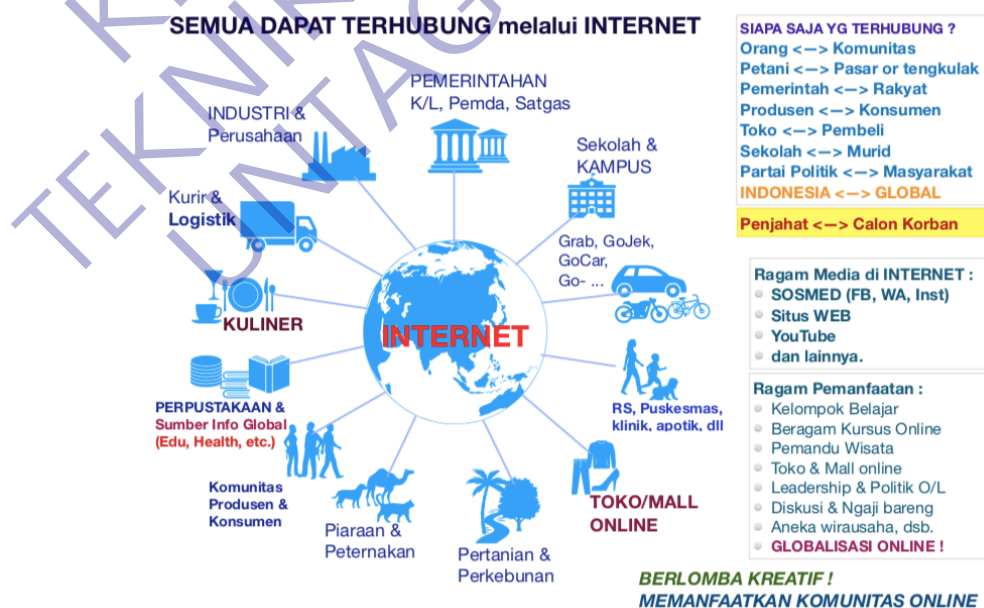 SEMUA DAPAT TERHUBUNG melalui INTERNET
TEKNIK
UNTAG
PEMERINTAHAN
K/L, Pemda, Satgas
INDUSTRI &
Perusahaan
Sekolah &
KAMPUS
Kurir &
Logistik
Grab, GoJek,
GoCar,
Go- ...
KULINER
INTERNET
PERPUSTAKAAN &
Sumber Info Global
(Edu, Health, etc.)
RS, Puskesmas,
klinik, apotik, dll
Komunitas
Produsen &
Konsumen
Piaraan &
Peternakan
Pertanian &
Perkebunan
TOKO/MALL
ONLINE
SIAPA SAJA YG TERHUBUNG ?
Orang <—> Komunitas
Petani <—> Pasar or tengkulak
Pemerintah <—> Rakyat
Produsen <—> Konsumen
Toko <—> Pembeli
Sekolah <—> Murid
Partai Politik <—> Masyarakat
INDONESIA <—> GLOBAL
Penjahat <—> Calon Korban
Ragam Media di INTERNET :
SOSMED (FB, WA, Inst)
Situs WEB
YouTube
dan lainnya.
Ragam Pemanfaatan :
Kelompok Belajar
Beragam Kursus Online
Pemandu Wisata
Toko & Mall online
Leadership & Politik O/L
Diskusi & Ngaji bareng
Aneka wirausaha, dsb.
GLOBALISASI ONLINE !
BERLOMBA KREATIF !
MEMANFAATKAN KOMUNITAS ONLINE